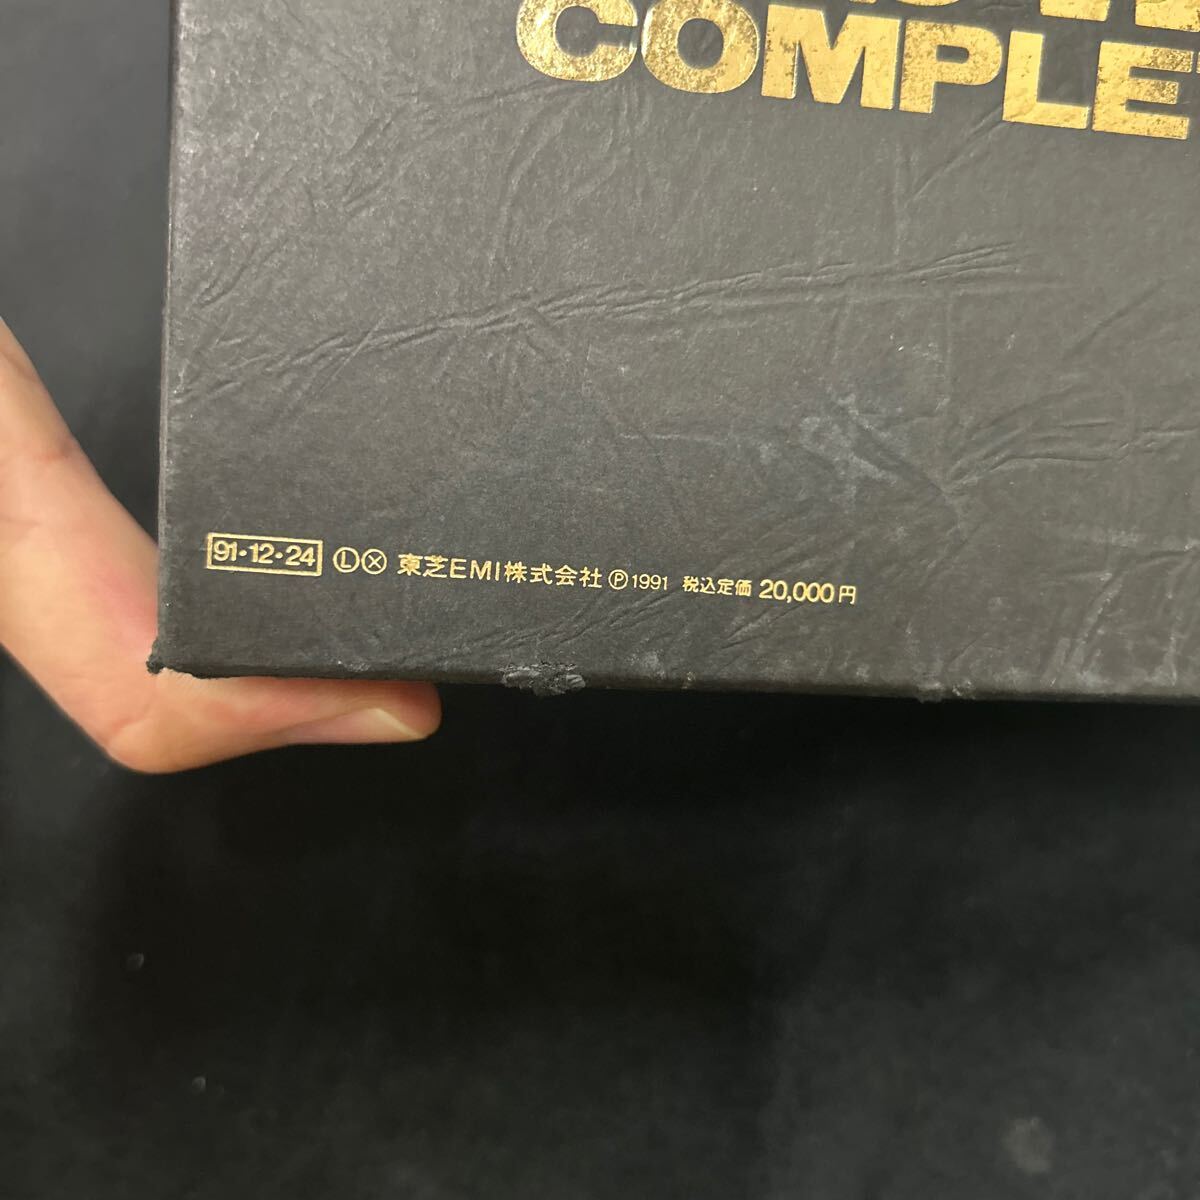 COMPLE
91・12・24 Ⓛ ⓧ 東芝EMI株式会社 Ⓟ1991 税込定価 20,000円